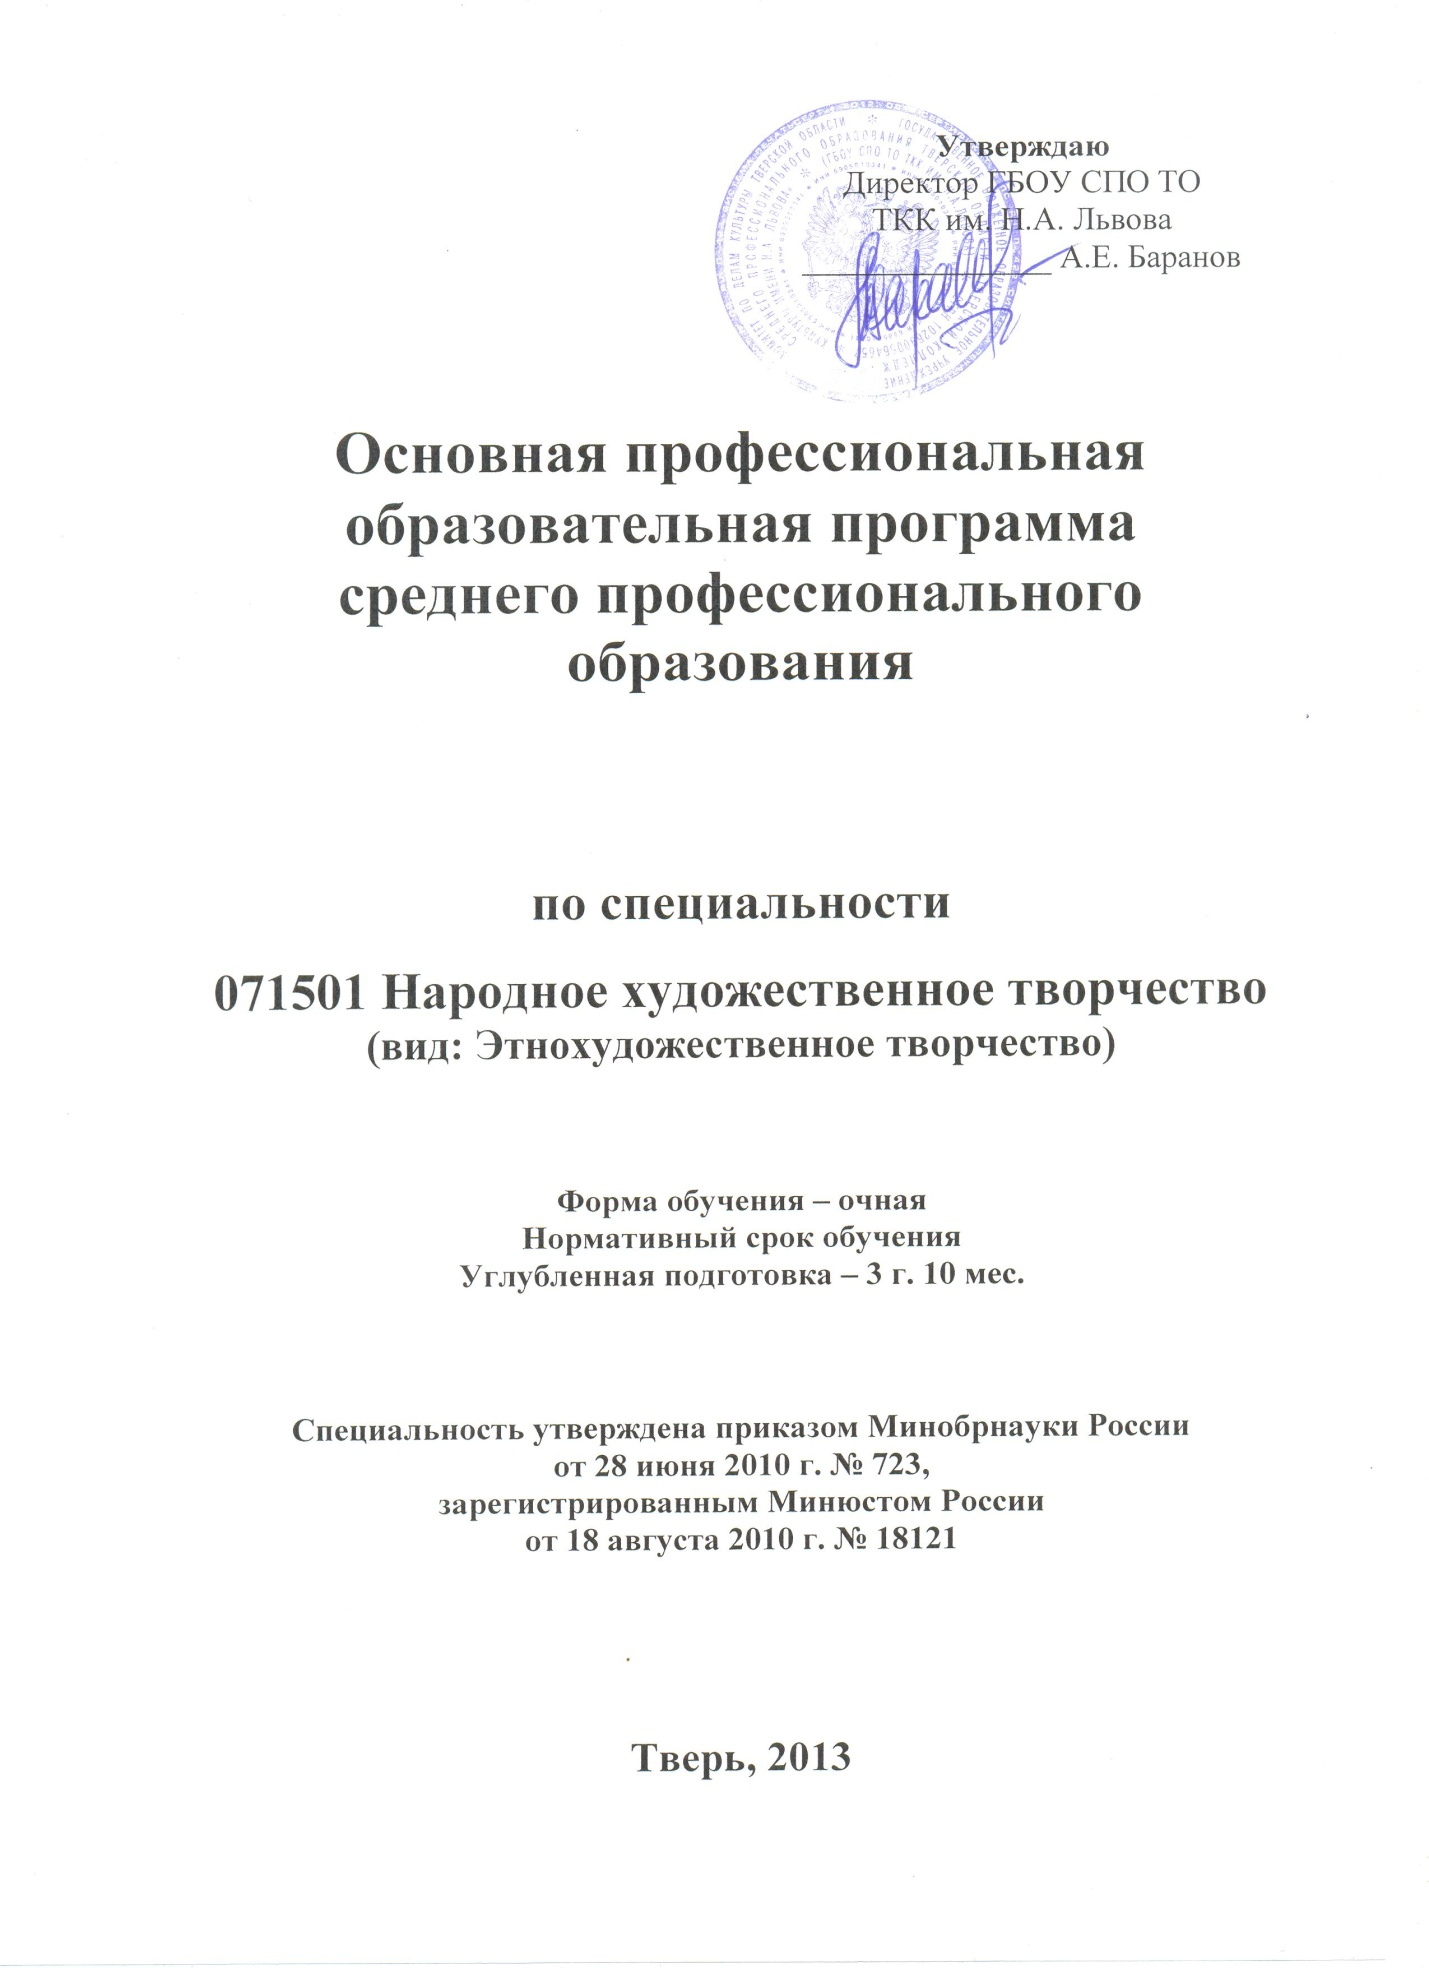 Утверждаю
Директор ГБОУ СПО ТО
ТКК им. Н.А. Львова
А.Е. Баранов
Основная профессиональная
образовательная программа
среднего профессионального
образования
по специальности
071501 Народное художественное творчество
(вид: Этнохудожественное творчество)
Форма обучения – очная
Нормативный срок обучения
Углубленная подготовка – 3 г. 10 мес.
Специальность утверждена приказом Минобрнауки России
от 28 июня 2010 г. № 723,
зарегистрированным Минюстом России
от 18 августа 2010 г. № 18121
Тверь, 2013